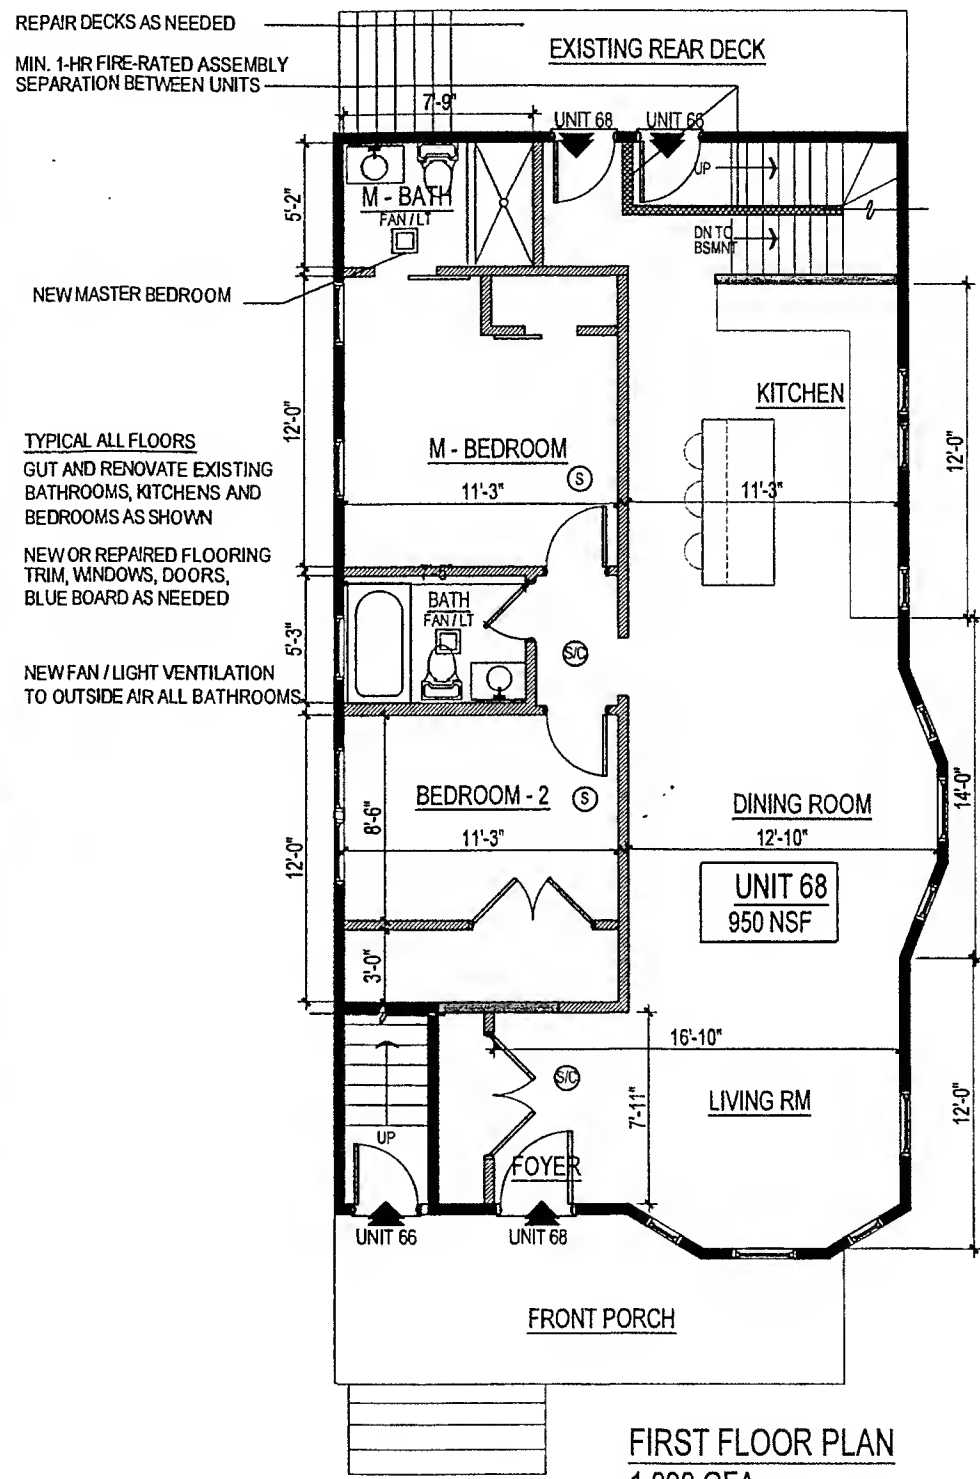 REPAIR DECKS AS NEEDED
MIN. 1-HR FIRE-RATED ASSEMBLY
SEPARATION BETWEEN UNITS
EXISTING REAR DECK
7'-9"
UNIT 68
UNIT 66
UP
M - BATH
FAN / LT
5'-2"
DN TO
BSMNT
NEW MASTER BEDROOM
KITCHEN
12'-0"
M - BEDROOM
S
11'-3"
11'-3"
12'-0"
TYPICAL ALL FLOORS
GUT AND RENOVATE EXISTING
BATHROOMS, KITCHENS AND
BEDROOMS AS SHOWN
NEW OR REPAIRED FLOORING
TRIM, WINDOWS, DOORS,
BLUE BOARD AS NEEDED
BATH
FAN / LT
5'-3"
S/C
NEW FAN / LIGHT VENTILATION
TO OUTSIDE AIR ALL BATHROOMS
BEDROOM - 2
S
8'-6"
11'-3"
12'-0"
DINING ROOM
12'-10"
14'-0"
UNIT 68
950 NSF
3'-0"
16'-10"
S/C
7'-11"
LIVING RM
12'-0"
UP
FOYER
UNIT 66
UNIT 68
FRONT PORCH
FIRST FLOOR PLAN